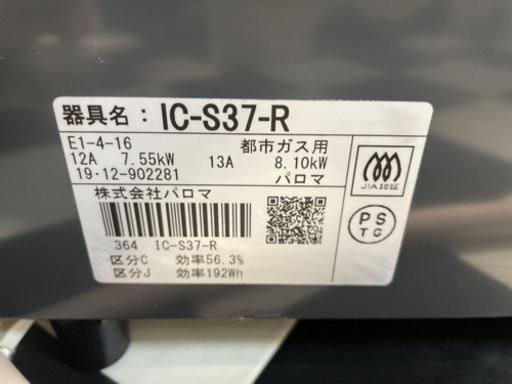 器具名: IC-S37-R
E1-4-16 都市ガス用
12A 7.55kW 13A 8.10kW
19・12-902281 パロマ
株式会社パロマ
364 IC-S37-R
区分C 効率56.3%
区分J 効率192Wh
JIA認証
PS
TG